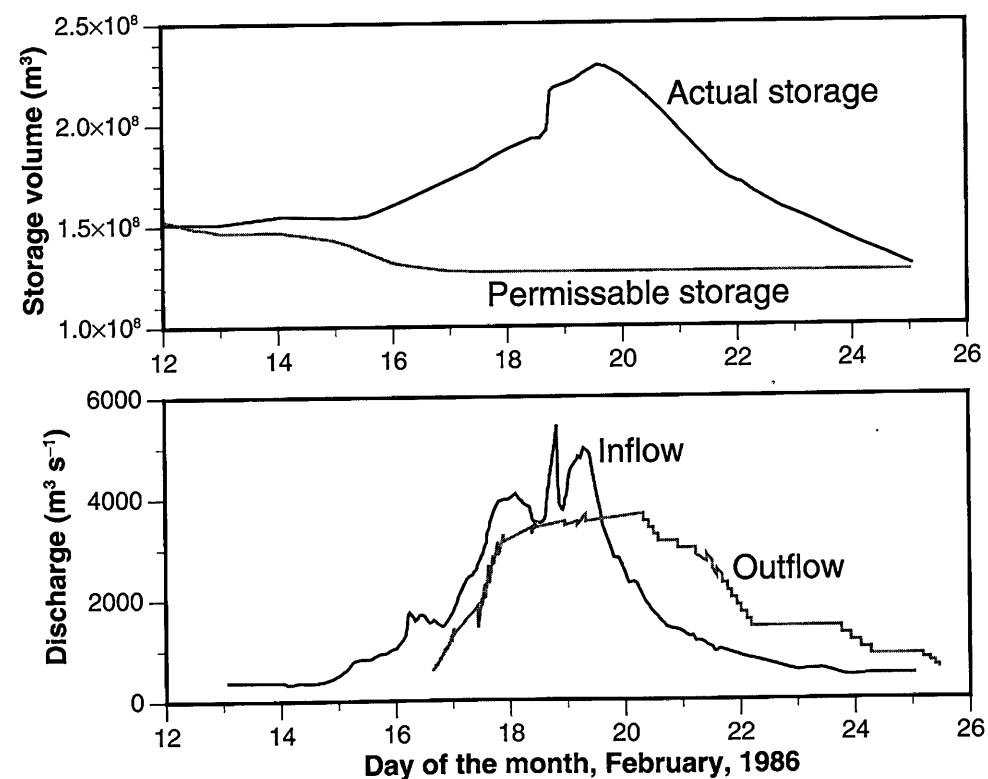 2.5×10⁸
2.0×10⁸
1.5×10⁸
1.0×10⁸
Storage volume (m³)
Actual storage
Permissable storage
12 14 16 18 20 22 24 26
6000
4000
2000
0
Discharge (m³ s⁻¹)
Inflow
Outflow
12 14 16 18 20 22 24 26
Day of the month, February, 1986